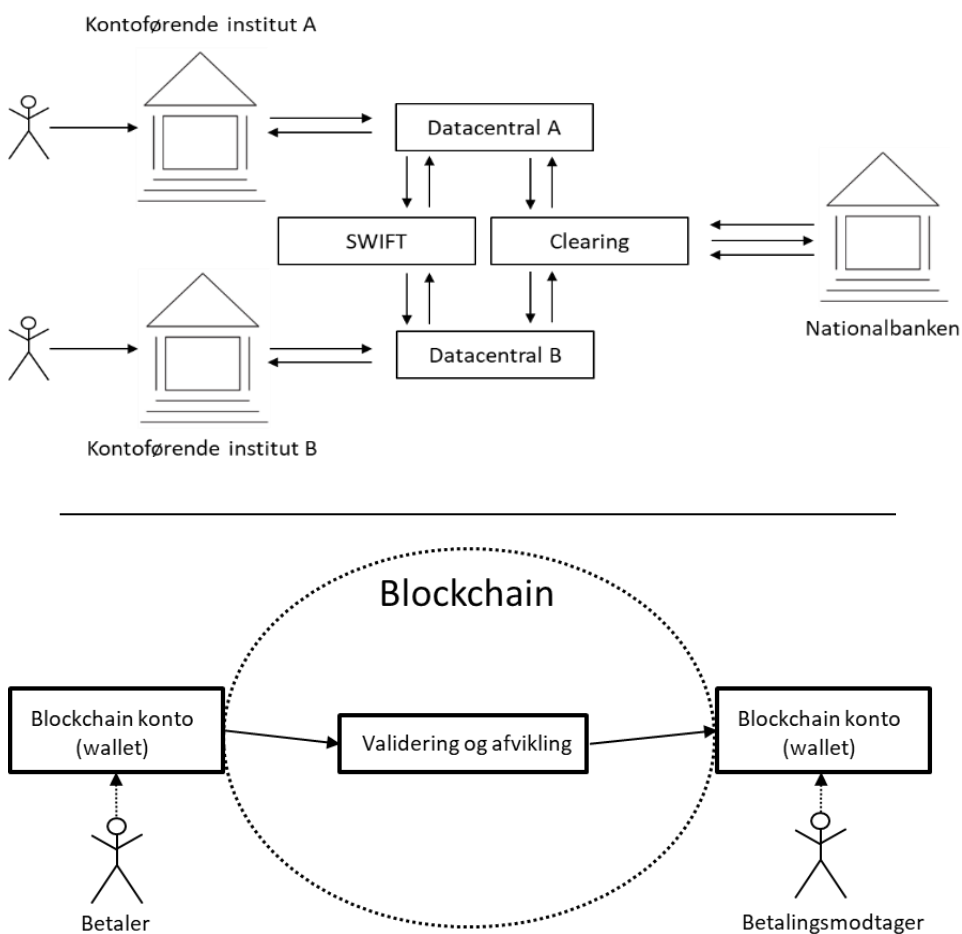 Kontoførende institut A
Datacentral A
SWIFT
Clearing
Nationalbanken
Datacentral B
Kontoførende institut B
Blockchain
Blockchain konto
(wallet)
Validering og afvikling
Blockchain konto
(wallet)
Betaler
Betalingsmodtager